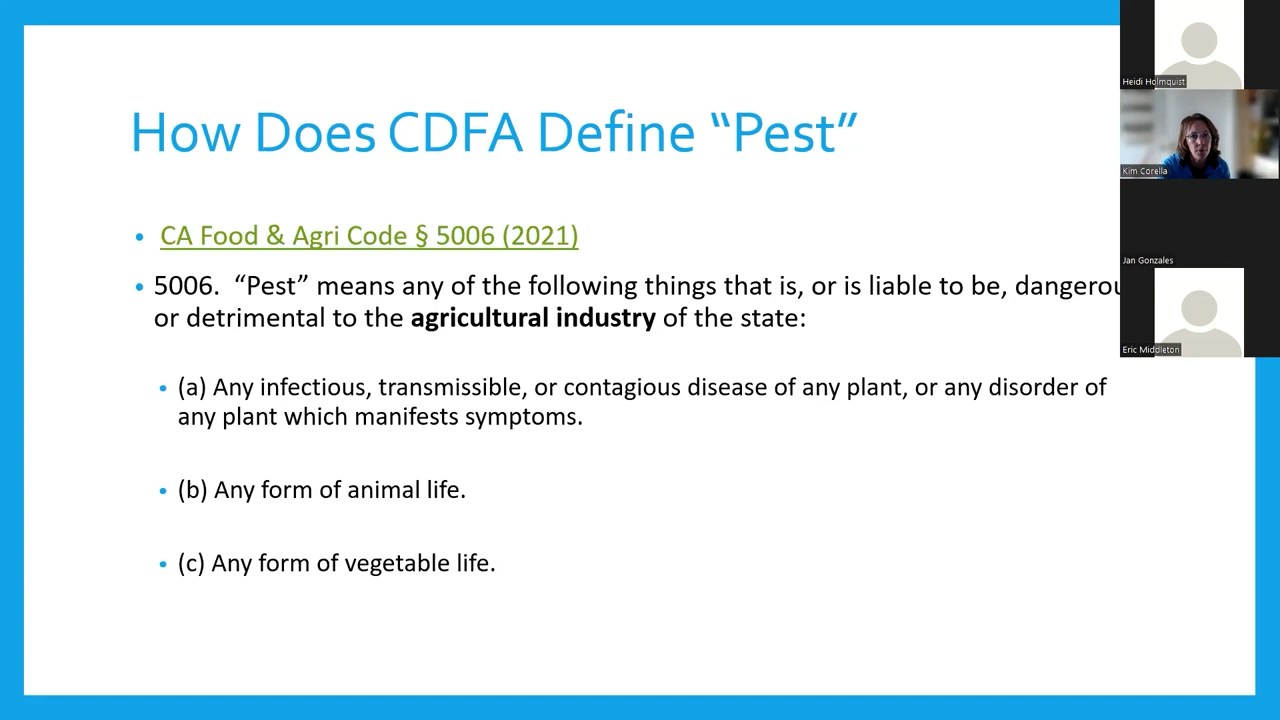 How Does CDFA Define “Pest”
• CA Food & Agri Code § 5006 (2021)
• 5006. “Pest” means any of the following things that is, or is liable to be, dangerou
or detrimental to the agricultural industry of the state:
• (a) Any infectious, transmissible, or contagious disease of any plant, or any disorder of
any plant which manifests symptoms.
• (b) Any form of animal life.
• (c) Any form of vegetable life.
Heidi Holmquist
Kim Corella
Jan Gonzales
Eric Middleton